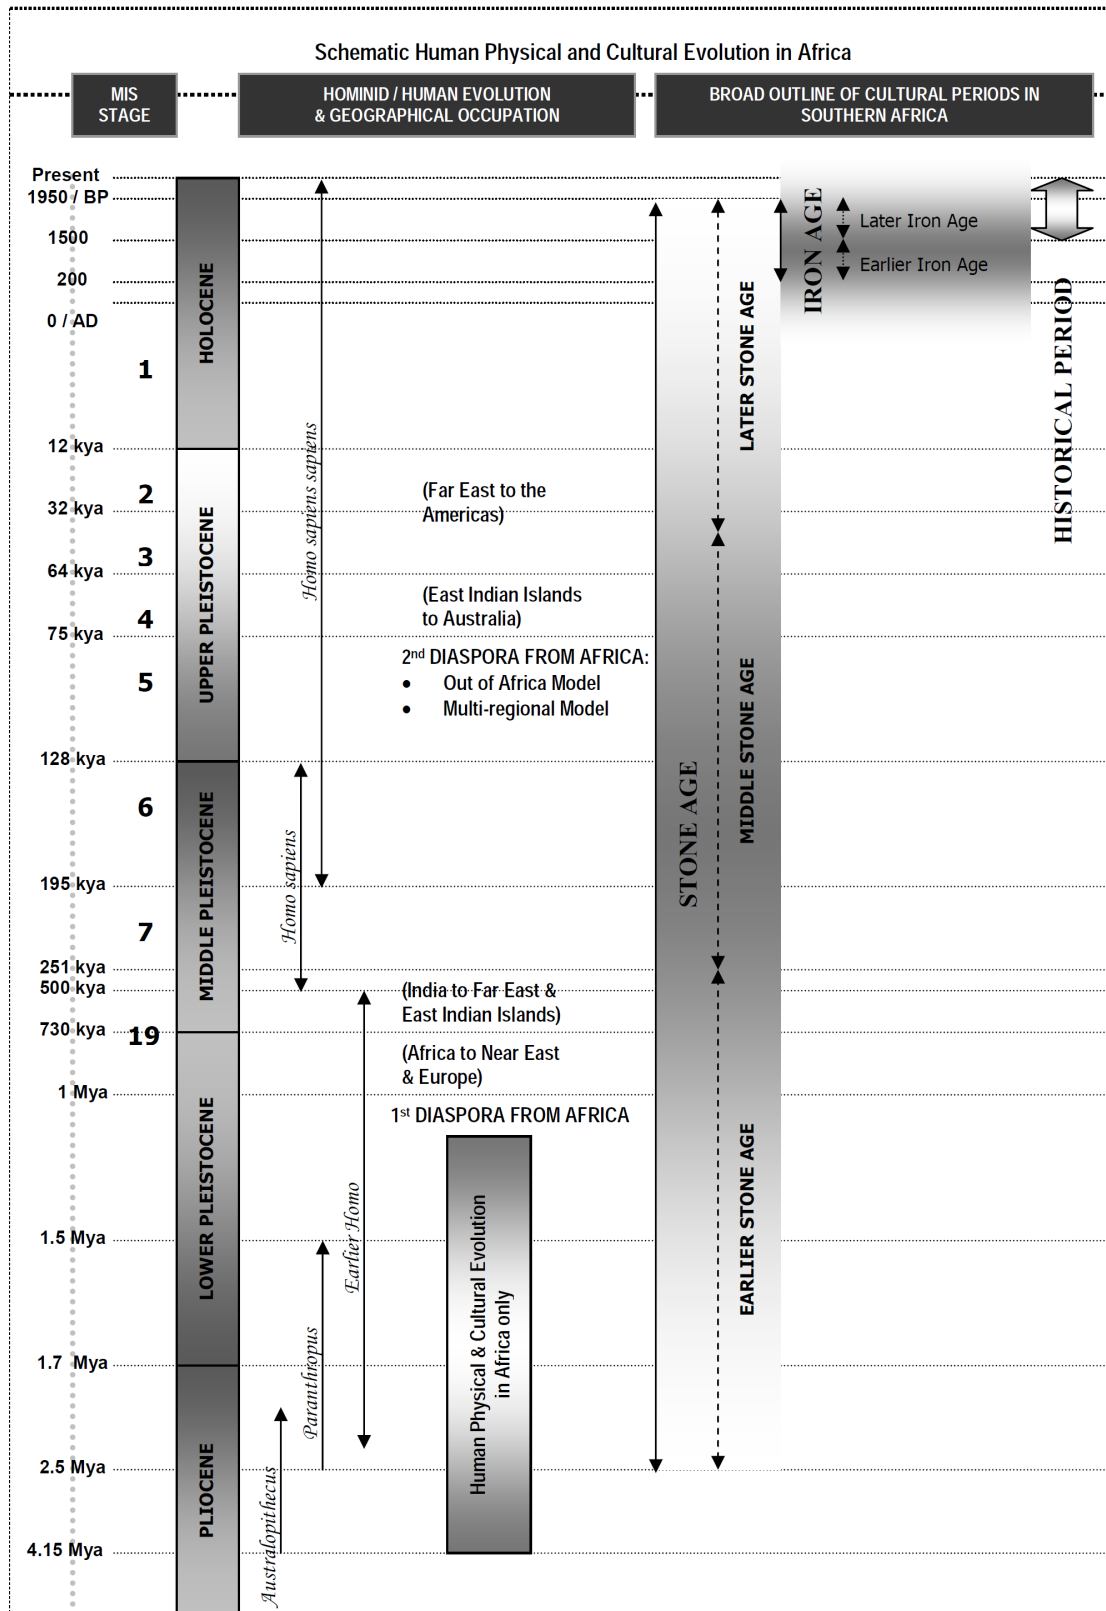 Schematic Human Physical and Cultural Evolution in Africa
MIS
STAGE
HOMINID / HUMAN EVOLUTION
& GEOGRAPHICAL OCCUPATION
BROAD OUTLINE OF CULTURAL PERIODS IN
SOUTHERN AFRICA
Present
1950 / BP
1500
200
0 / AD
12 kya
32 kya
64 kya
75 kya
128 kya
195 kya
251 kya
500 kya
730 kya
1 Mya
1.5 Mya
1.7 Mya
2.5 Mya
4.15 Mya
1
2
3
4
5
6
7
19
HOLOCENE
UPPER PLEISTOCENE
MIDDLE PLEISTOCENE
LOWER PLEISTOCENE
PLIOCENE
Homo sapiens sapiens
Homo sapiens
Earlier Homo
Paranthropus
Australopithecus
(Far East to the
Americas)
(East Indian Islands
to Australia)
2nd DIASPORA FROM AFRICA:
• Out of Africa Model
• Multi-regional Model
(India to Far East &
East Indian Islands)
(Africa to Near East
& Europe)
1st DIASPORA FROM AFRICA
Human Physical & Cultural Evolution
in Africa only
STONE AGE
LATER STONE AGE
MIDDLE STONE AGE
EARLIER STONE AGE
IRON AGE
Later Iron Age
Earlier Iron Age
HISTORICAL PERIOD